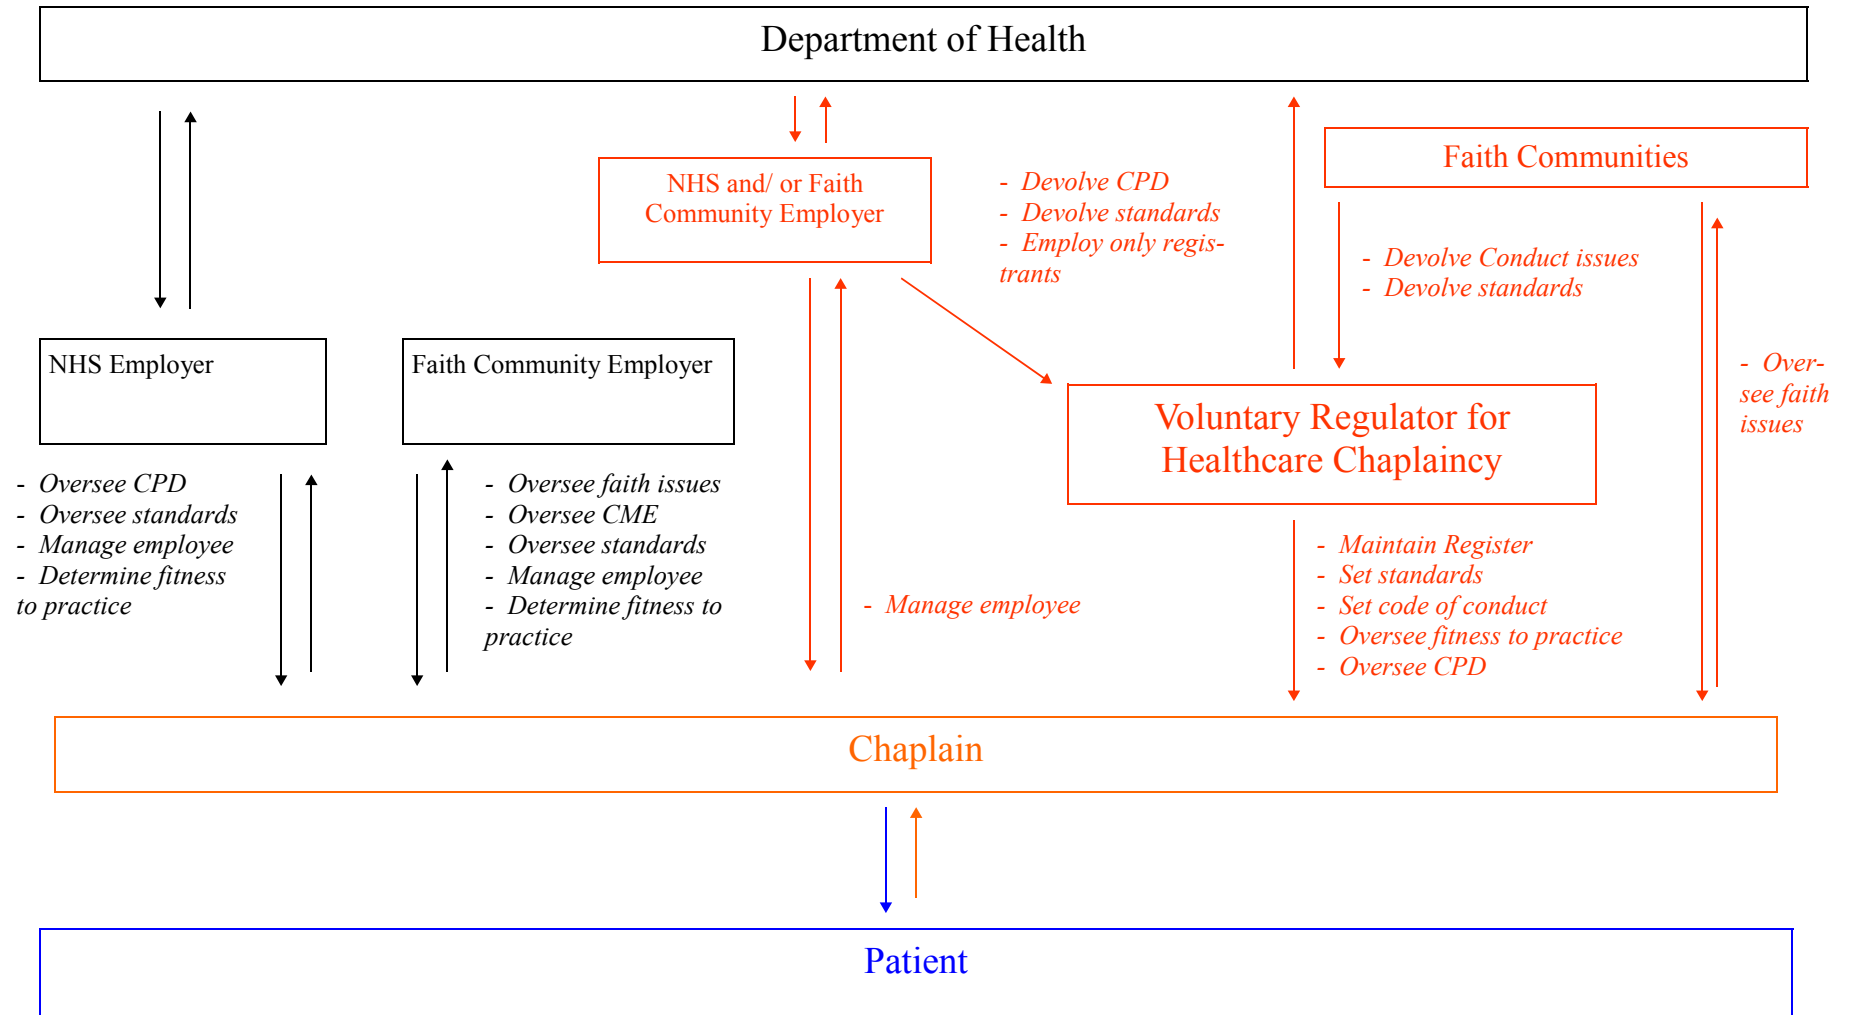 Department of Health
NHS and/ or Faith
Community Employer
- Devolve CPD
- Devolve standards
- Employ only regis-
trants
Faith Communities
- Devolve Conduct issues
- Devolve standards
- Over-
see faith
issues
NHS Employer
Faith Community Employer
Voluntary Regulator for
Healthcare Chaplaincy
- Oversee CPD
- Oversee standards
- Manage employee
- Determine fitness
to practice
- Oversee faith issues
- Oversee CME
- Oversee standards
- Manage employee
- Determine fitness to
practice
- Manage employee
- Maintain Register
- Set standards
- Set code of conduct
- Oversee fitness to practice
- Oversee CPD
Chaplain
Patient